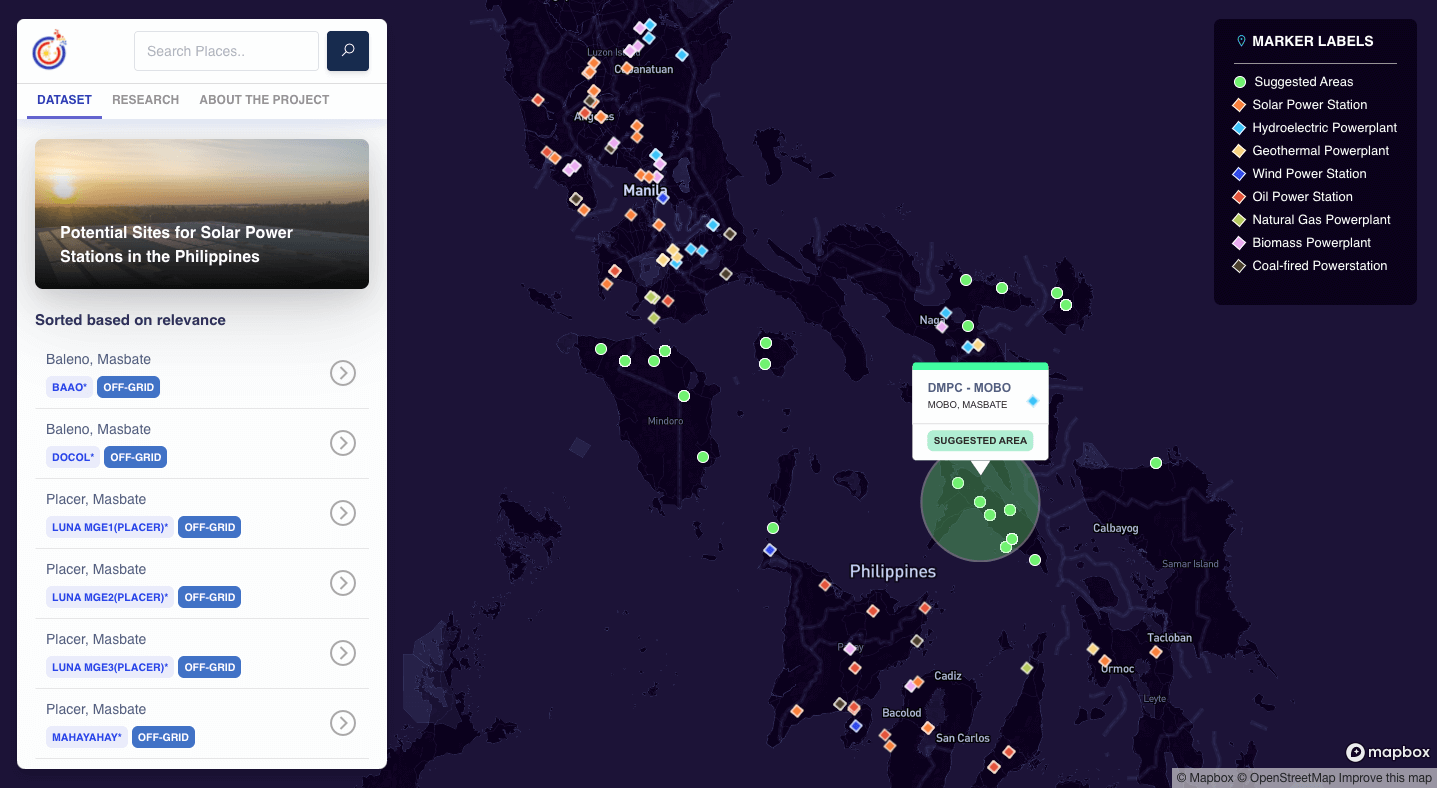 Search Places..
DATASET
RESEARCH
ABOUT THE PROJECT
Potential Sites for Solar Power
Stations in the Philippines
Sorted based on relevance
Baleno, Masbate
BAAO*
OFF-GRID
Baleno, Masbate
DOCOL*
OFF-GRID
Placer, Masbate
LUNA MGE1(PLACER)*
OFF-GRID
Placer, Masbate
LUNA MGE2(PLACER)*
OFF-GRID
Placer, Masbate
LUNA MGE3(PLACER)*
OFF-GRID
Placer, Masbate
MAHAYAHAY*
OFF-GRID
Manila
Mindoro
DMPC - MOBO
MOBO, MASBATE
SUGGESTED AREA
Philippines
Calbayog
Samar Island
Tacloban
Ormoc
Leyte
Cadiz
Bacolod
San Carlos
MARKER LABELS
Suggested Areas
Solar Power Station
Hydroelectric Powerplant
Geothermal Powerplant
Wind Power Station
Oil Power Station
Natural Gas Powerplant
Biomass Powerplant
Coal-fired Powerstation
mapbox
© Mapbox © OpenStreetMap Improve this map